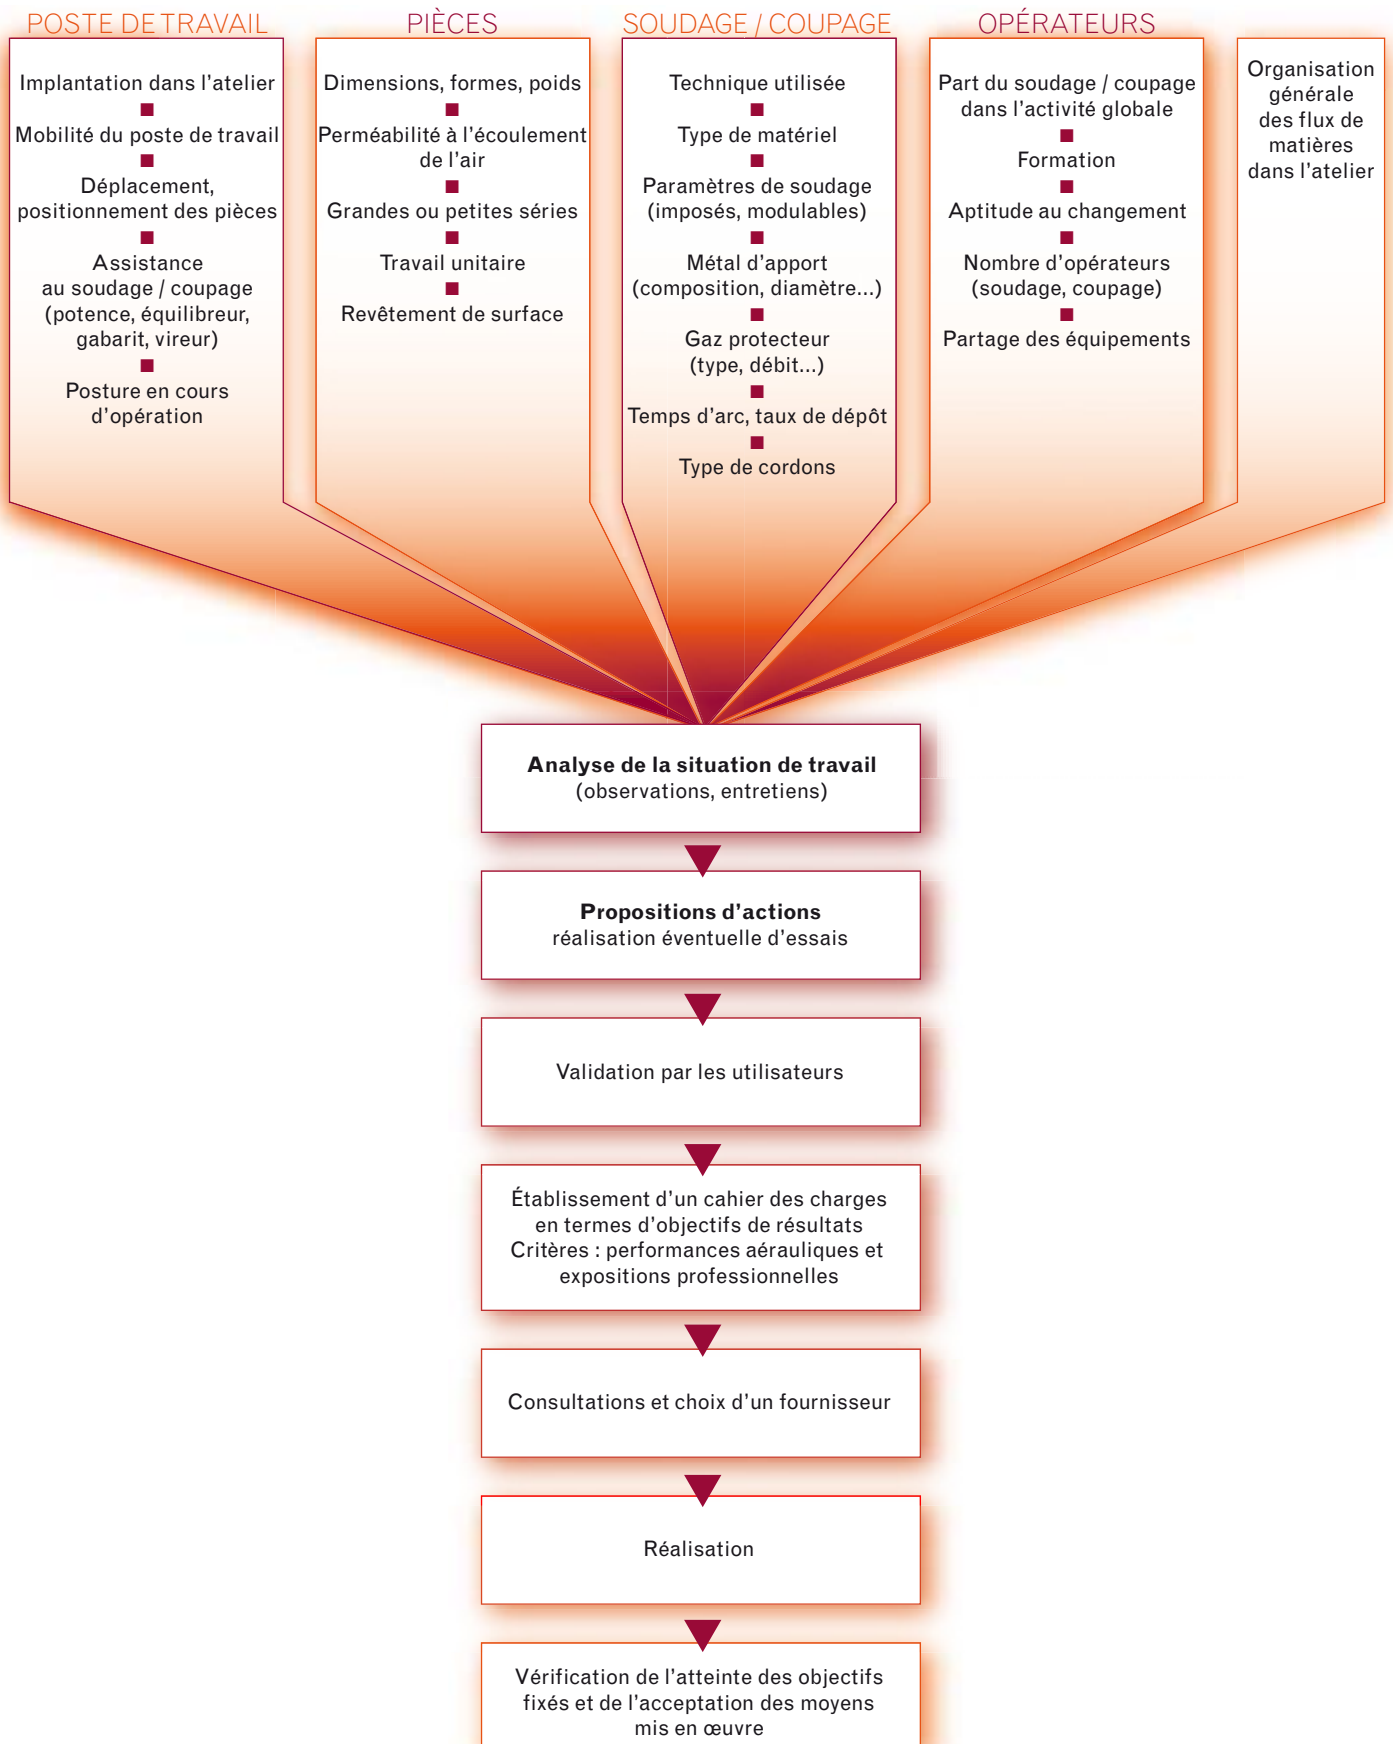 POSTE DE TRAVAIL
Implantation dans l'atelier
Mobilité du poste de travail
Déplacement,
positionnement des pièces
Assistance
au soudage / coupage
(potence, équilibreur,
gabarit, vireur)
Posture en cours
d'opération
PIÈCES
Dimensions, formes, poids
Perméabilité à l'écoulement
de l'air
Grandes ou petites séries
Travail unitaire
Revêtement de surface
SOUDAGE / COUPAGE
Technique utilisée
Type de matériel
Paramètres de soudage
(imposés, modulables)
Métal d'apport
(composition, diamètre...)
Gaz protecteur
(type, débit...)
Temps d'arc, taux de dépôt
Type de cordons
OPÉRATEURS
Part du soudage / coupage
dans l'activité globale
Formation
Aptitude au changement
Nombre d'opérateurs
(soudage, coupage)
Partage des équipements
Organisation
générale
des flux de
matières
dans l'atelier
Analyse de la situation de travail
(observations, entretiens)
Propositions d'actions
réalisation éventuelle d'essais
Validation par les utilisateurs
Établissement d'un cahier des charges
en termes d'objectifs de résultats
Critères : performances aérauliques et
expositions professionnelles
Consultations et choix d'un fournisseur
Réalisation
Vérification de l'atteinte des objectifs
fixés et de l'acceptation des moyens
mis en œuvre